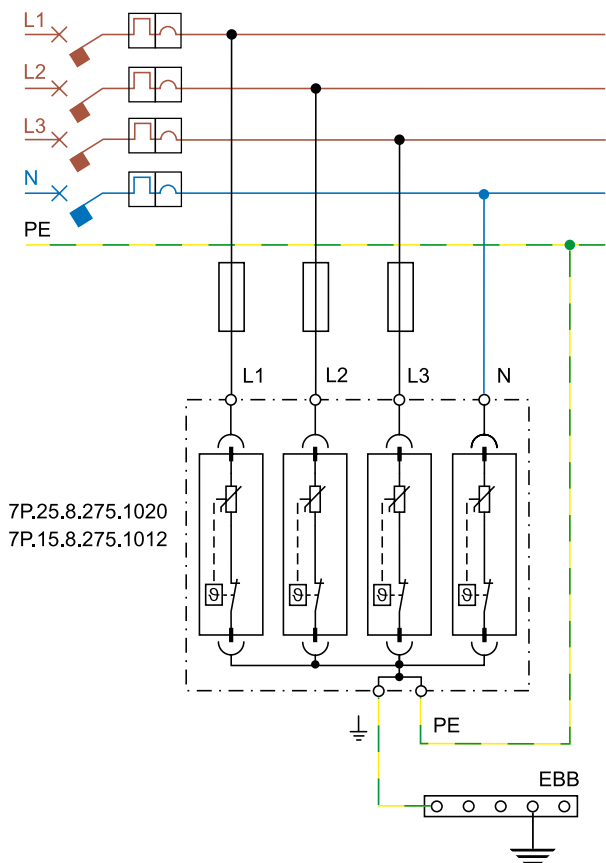 L1
L2
L3
N
PE
L1 L2 L3 N
7P.25.8.275.1020
7P.15.8.275.1012
ϑ ϑ ϑ ϑ
PE
EBB